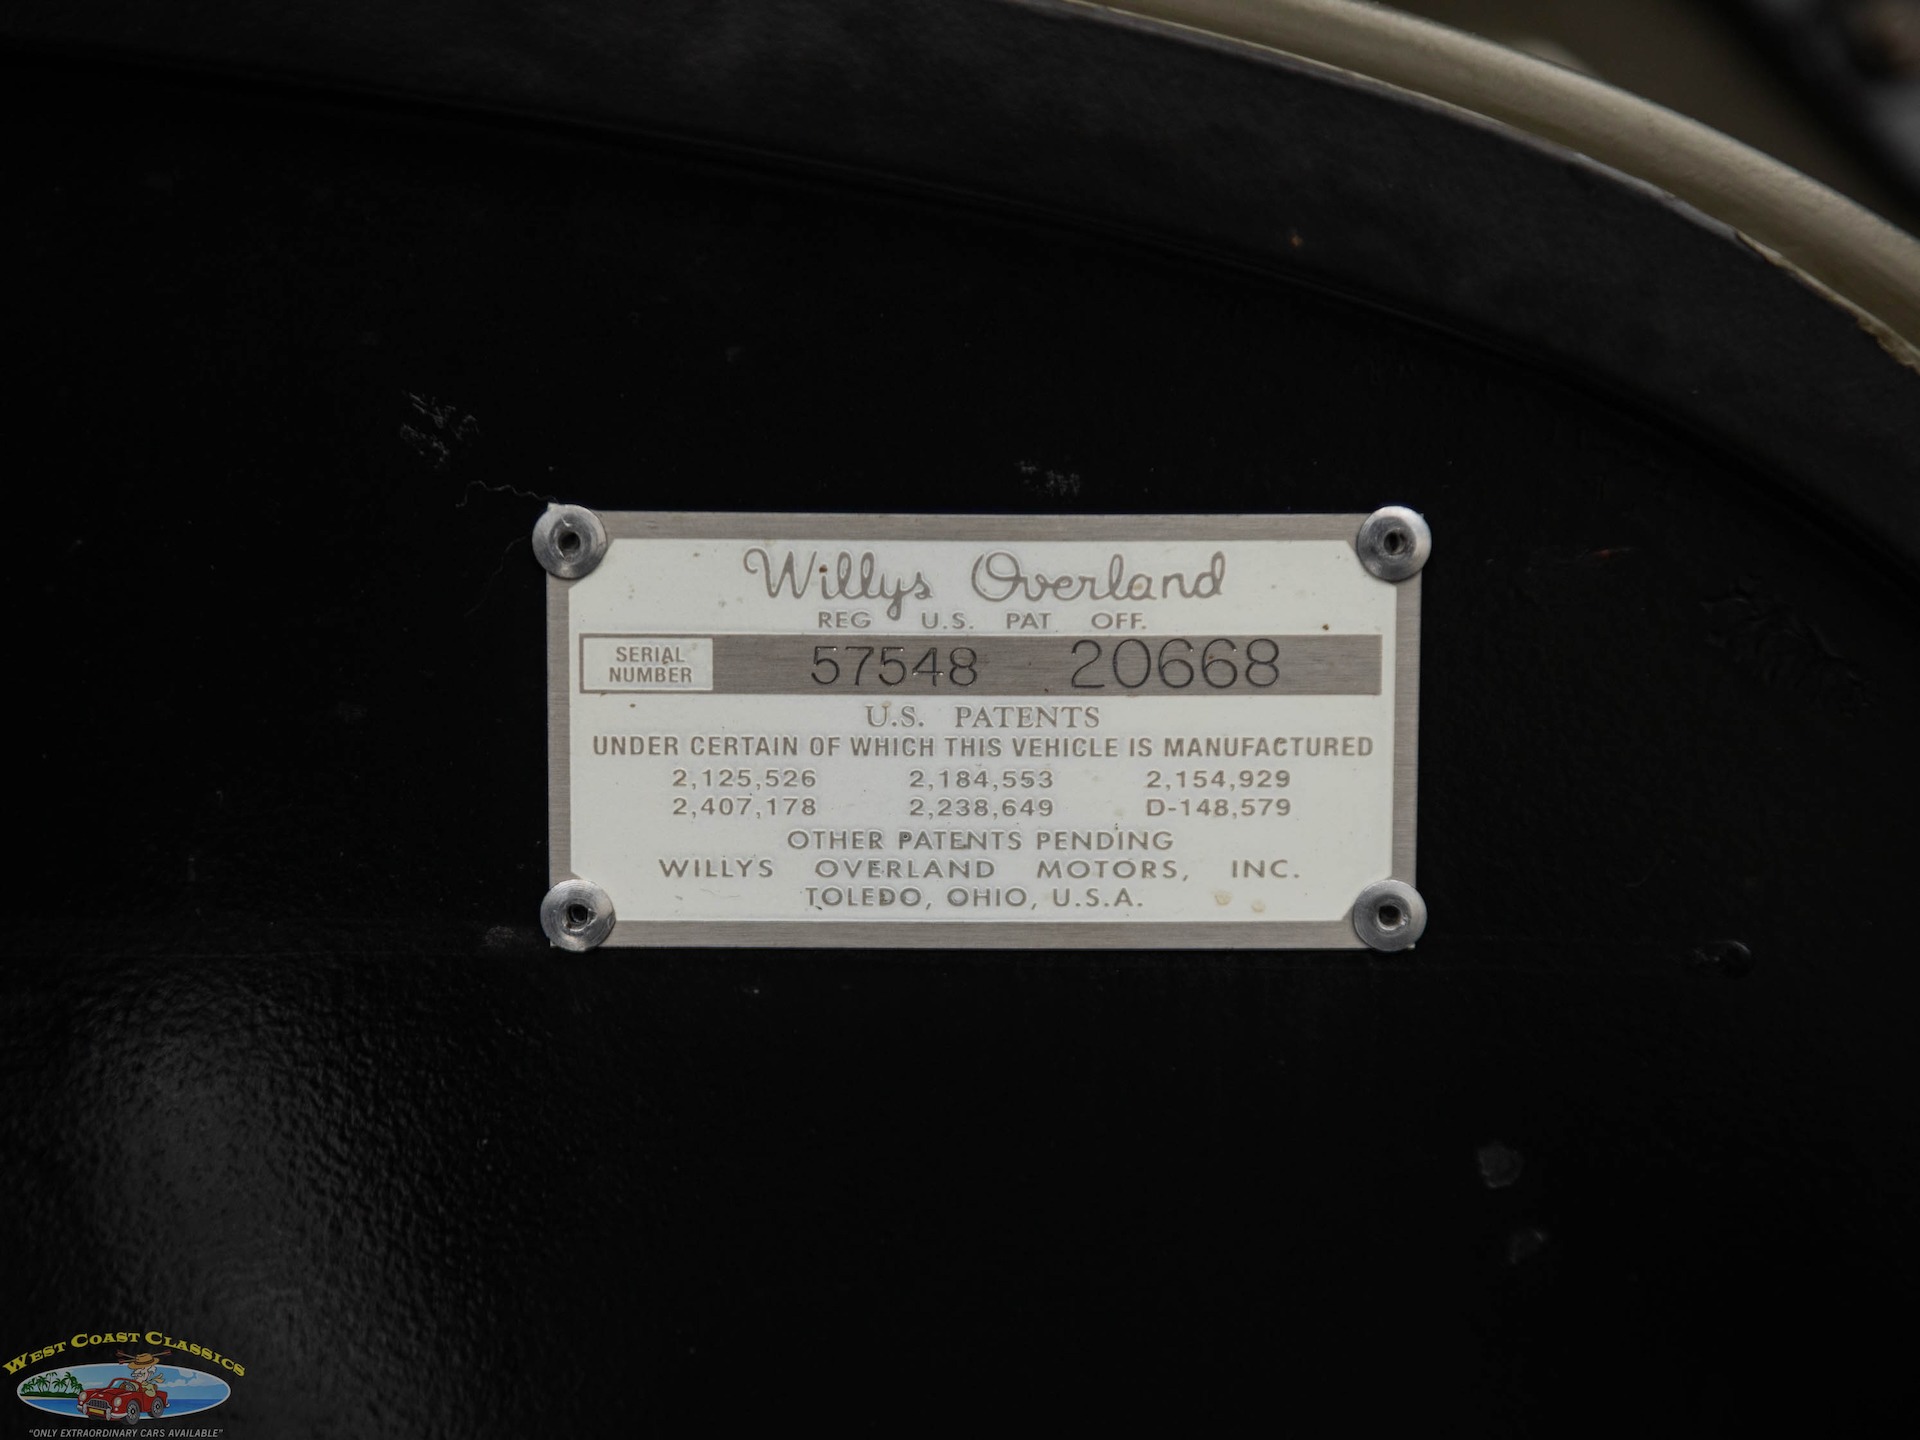 Willys Overland
REG U.S. PAT. OFF.
SERIAL NUMBER 57548 20668
U.S. PATENTS
UNDER CERTAIN OF WHICH THIS VEHICLE IS MANUFACTURED
2,125,526 2,184,553 2,154,929
2,407,178 2,238,649 D-148,579
OTHER PATENTS PENDING
WILLYS OVERLAND MOTORS, INC.
TOLEDO, OHIO, U.S.A.
WEST COAST CLASSICS
"ONLY EXTRAORDINARY CARS AVAILABLE"